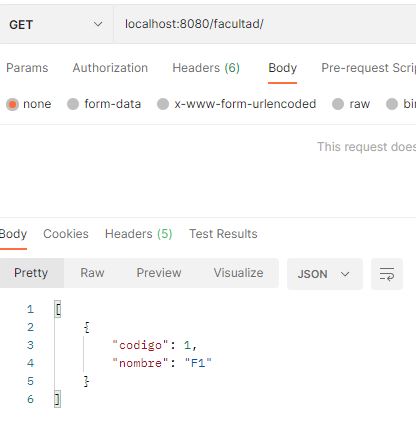 GET localhost:8080/facultad/
Params Authorization Headers (6) Body Pre-request Scri
none form-data x-www-form-urlencoded raw bi
This request does
Body Cookies Headers (5) Test Results
Pretty Raw Preview Visualize JSON
1 [
2 {
3 "codigo": 1,
4 "nombre": "F1"
5 }
6 ]